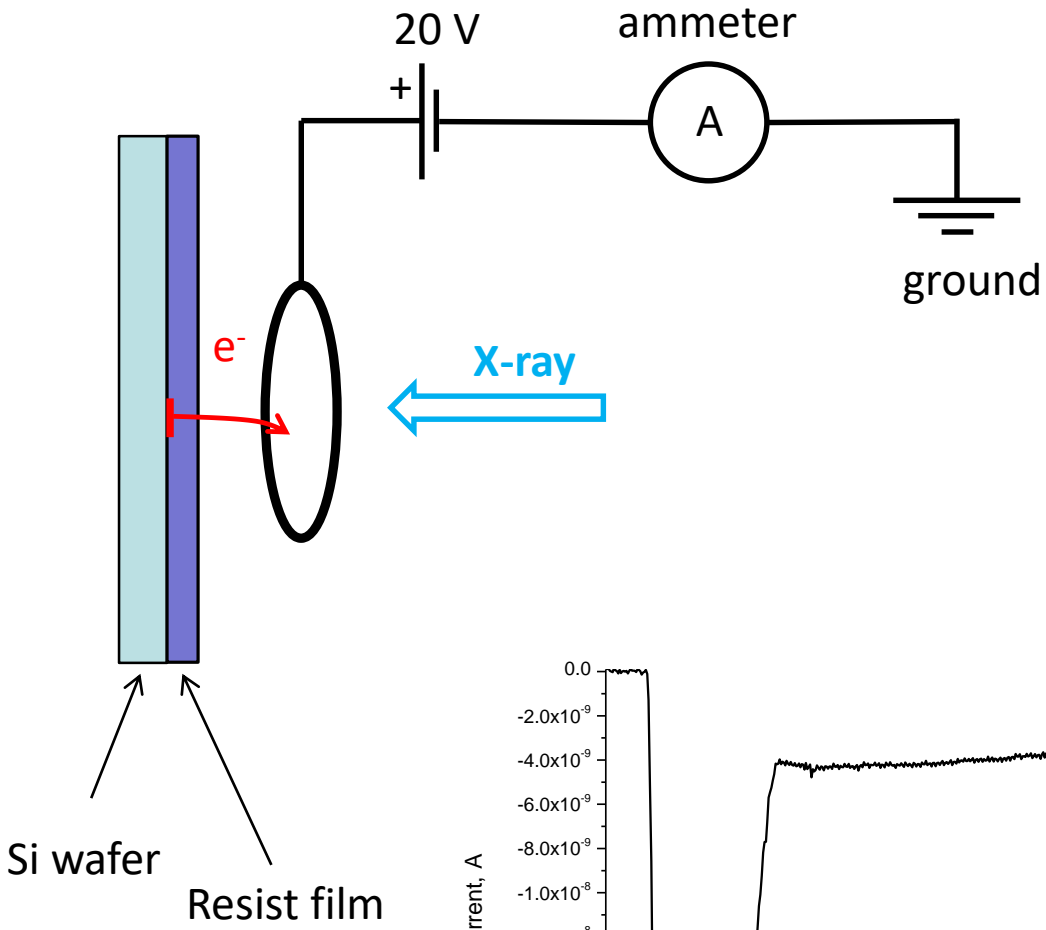 20 V
ammeter
+
A
ground
e⁻
X-ray
Si wafer
Resist film
0.0
-2.0x10⁻⁹
-4.0x10⁻⁹
-6.0x10⁻⁹
-8.0x10⁻⁹
-1.0x10⁻⁸
rrent, A